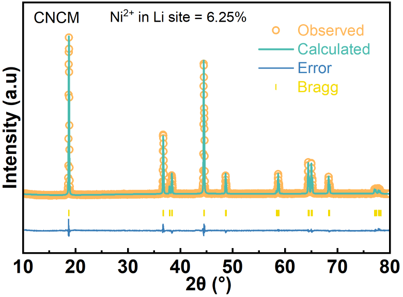 CNCM
Ni²⁺ in Li site = 6.25%
Observed
Calculated
Error
Bragg
Intensity (a.u)
10 20 30 40 50 60 70 80
2θ (°)